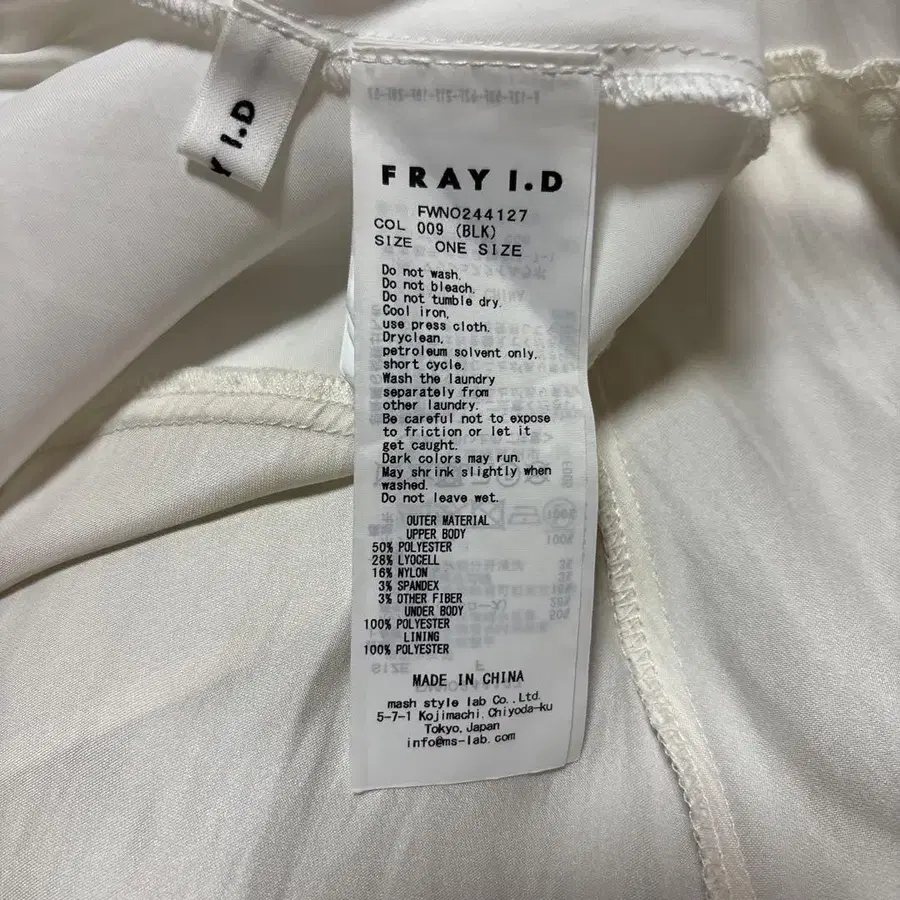 Y I.D
FRAY I.D
FWNO244127
COL 009 (BLK)
SIZE ONE SIZE
Do not wash.
Do not bleach.
Do not tumble dry.
Cool iron,
use press cloth.
Dryclean,
petroleum solvent only,
short cycle.
Wash the laundry
separately from
other laundry.
Be careful not to expose
to friction or let it
get caught.
Dark colors may run.
May shrink slightly when
washed.
Do not leave wet.
OUTER MATERIAL
UPPER BODY
50% POLYESTER
28% LYOCELL
16% NYLON
3% SPANDEX
3% OTHER FIBER
UNDER BODY
100% POLYESTER
LINING
100% POLYESTER
MADE IN CHINA
mash style lab Co.,Ltd.
5-7-1 Kojimachi,Chiyoda-ku
Tokyo,Japan
info@ms-lab.com